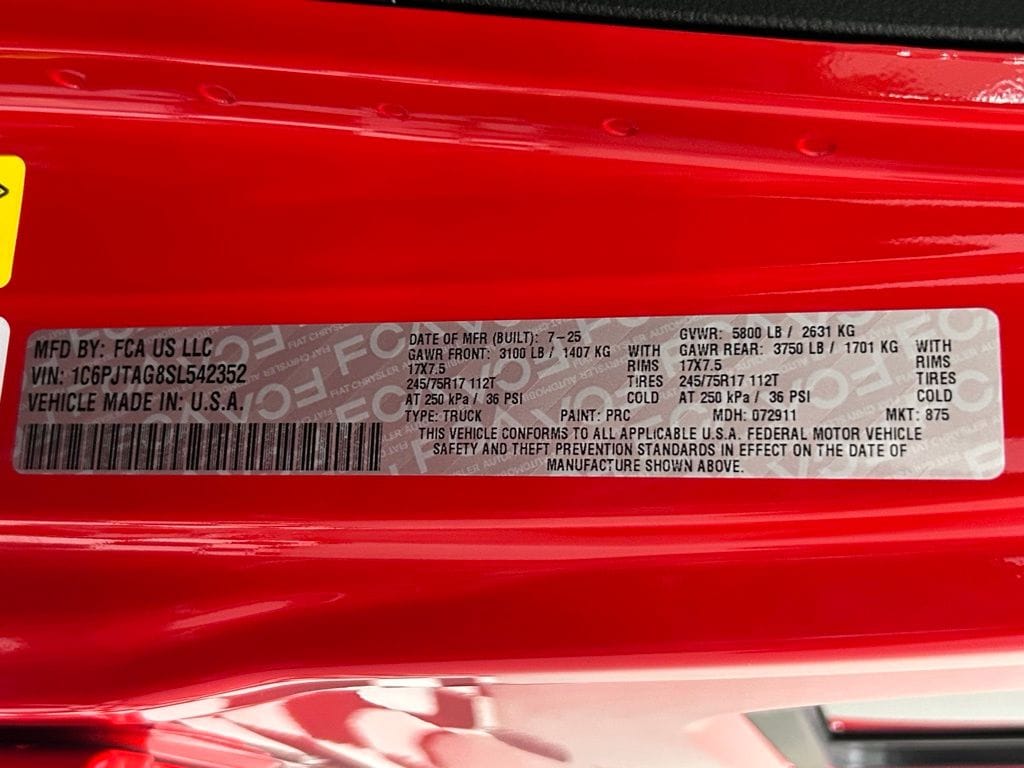 MFD BY: FCA US LLC
VIN: 1C6PJTAG8SL542352
VEHICLE MADE IN: U.S.A.
DATE OF MFR (BUILT): 7-25
GAWR FRONT: 3100 LB / 1407 KG WITH
17X7.5 RIMS
245/75R17 112T TIRES
AT 250 kPa / 36 PSI COLD
GVWR: 5800 LB / 2631 KG
GAWR REAR: 3750 LB / 1701 KG WITH
17X7.5 RIMS
245/75R17 112T TIRES
AT 250 kPa / 36 PSI COLD
TYPE: TRUCK PAINT: PRC MDH: 072911 MKT: 875
THIS VEHICLE CONFORMS TO ALL APPLICABLE U.S.A. FEDERAL MOTOR VEHICLE
SAFETY AND THEFT PREVENTION STANDARDS IN EFFECT ON THE DATE OF
MANUFACTURE SHOWN ABOVE.